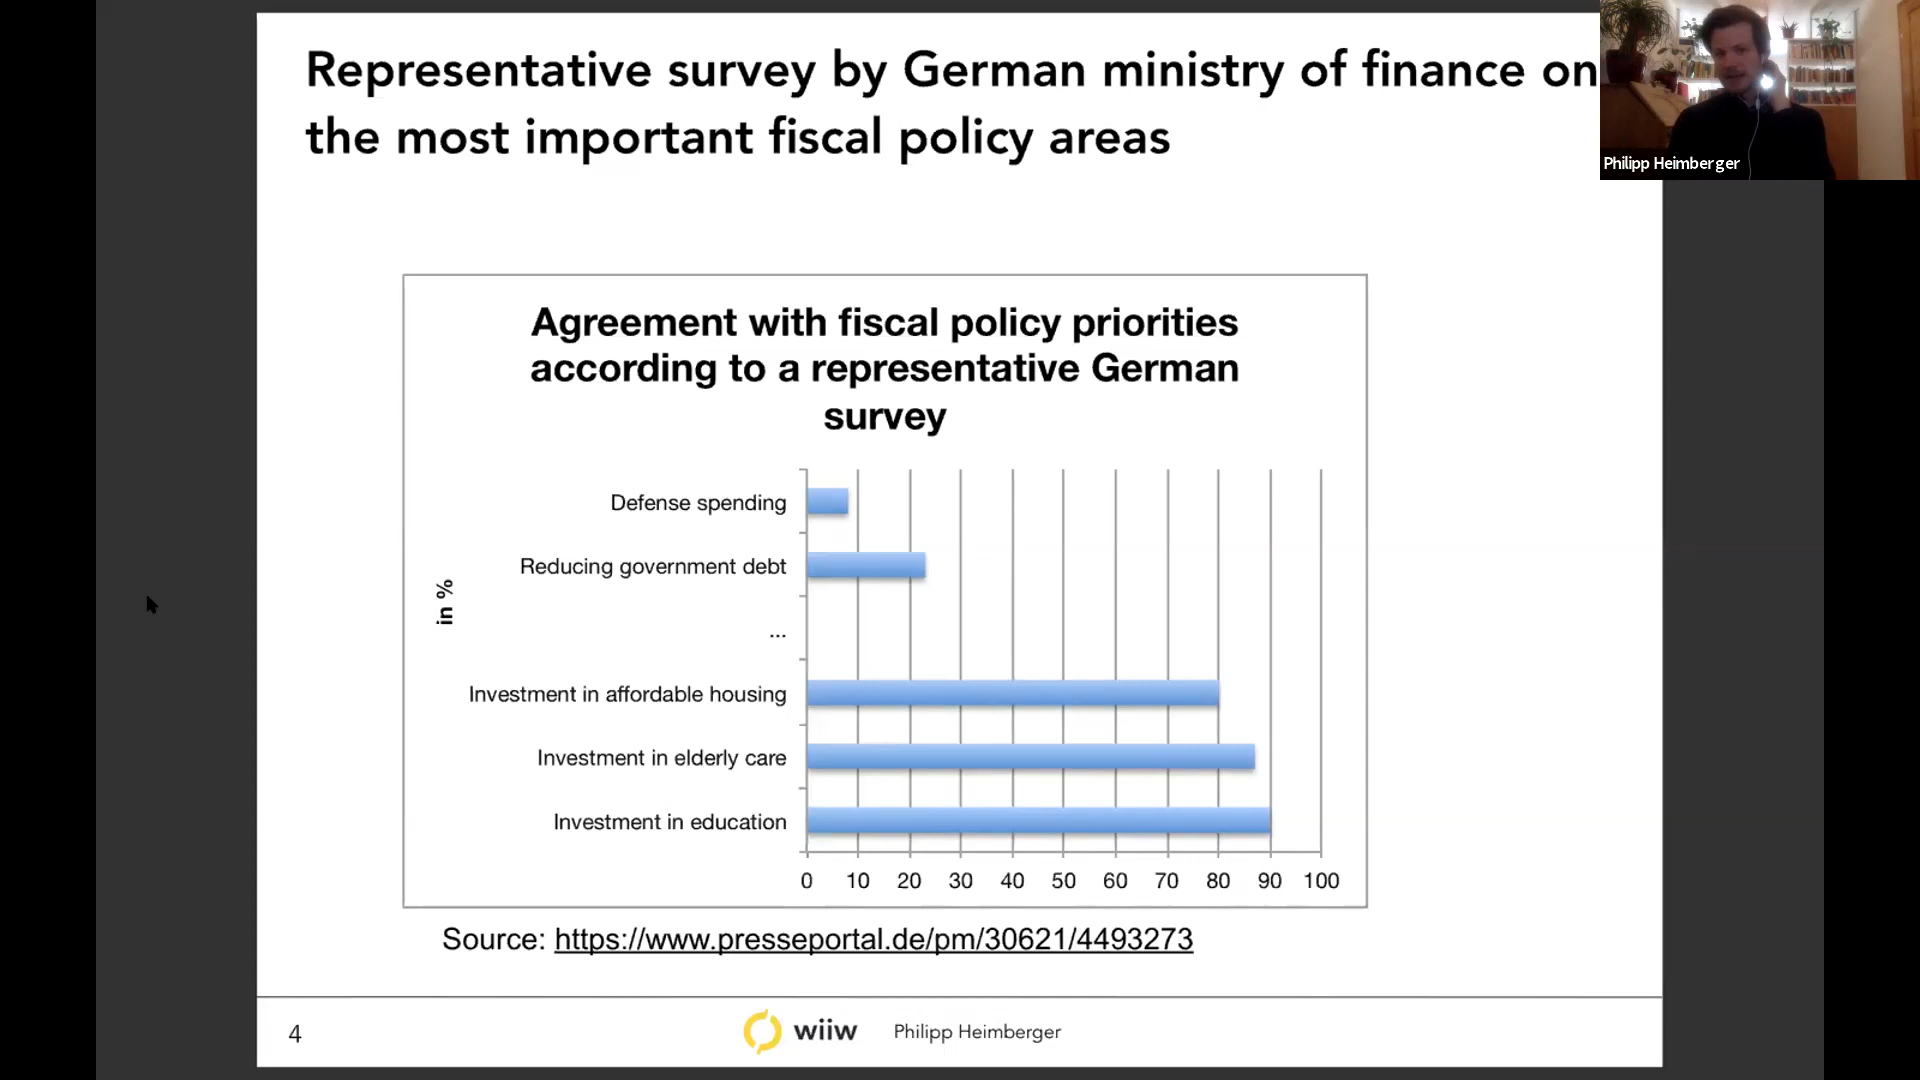 Representative survey by German ministry of finance on
the most important fiscal policy areas
Philipp Heimberger
Agreement with fiscal policy priorities
according to a representative German
survey
in %
Defense spending
Reducing government debt
...
Investment in affordable housing
Investment in elderly care
Investment in education
0 10 20 30 40 50 60 70 80 90 100
Source: https://www.presseportal.de/pm/30621/4493273
4 wiiw Philipp Heimberger